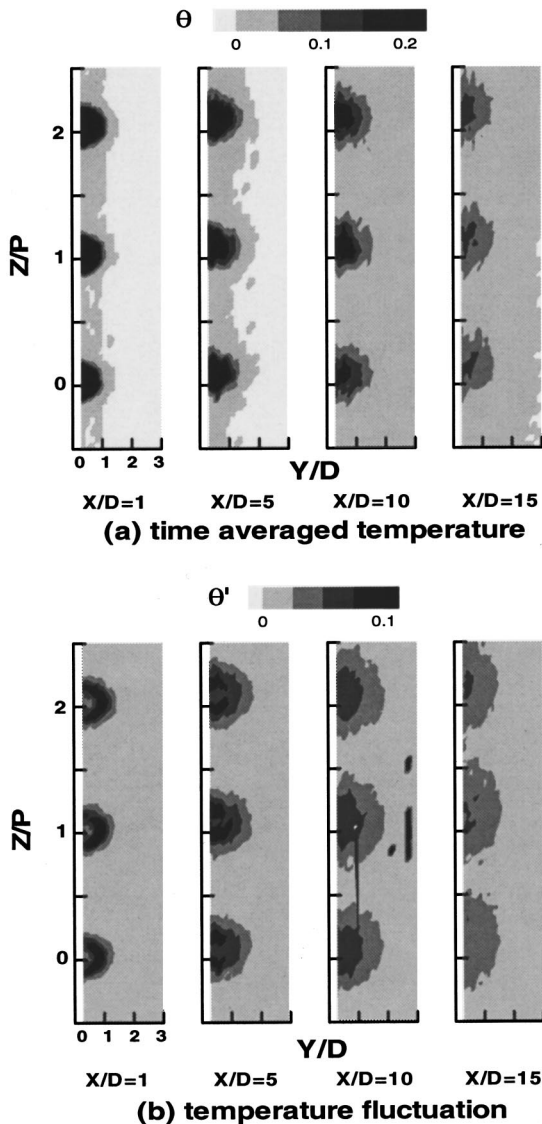 θ
0 0.1 0.2
Z/P
2
1
0
0 1 2 3
Y/D
X/D=1 X/D=5 X/D=10 X/D=15
(a) time averaged temperature
θ'
0 0.1
Z/P
2
1
0
0 1 2 3
Y/D
X/D=1 X/D=5 X/D=10 X/D=15
(b) temperature fluctuation